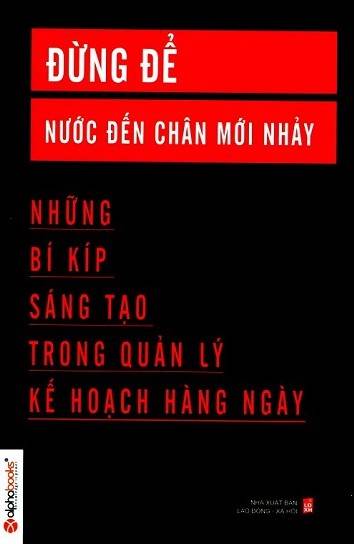 ĐỪNG ĐỂ
NƯỚC ĐẾN CHÂN MỚI NHẢY
NHỮNG
BÍ KÍP
SÁNG TẠO
TRONG QUẢN LÝ
KẾ HOẠCH HÀNG NGÀY
alphabooks
NHÀ XUẤT BẢN
LAO ĐỘNG - XÃ HỘI